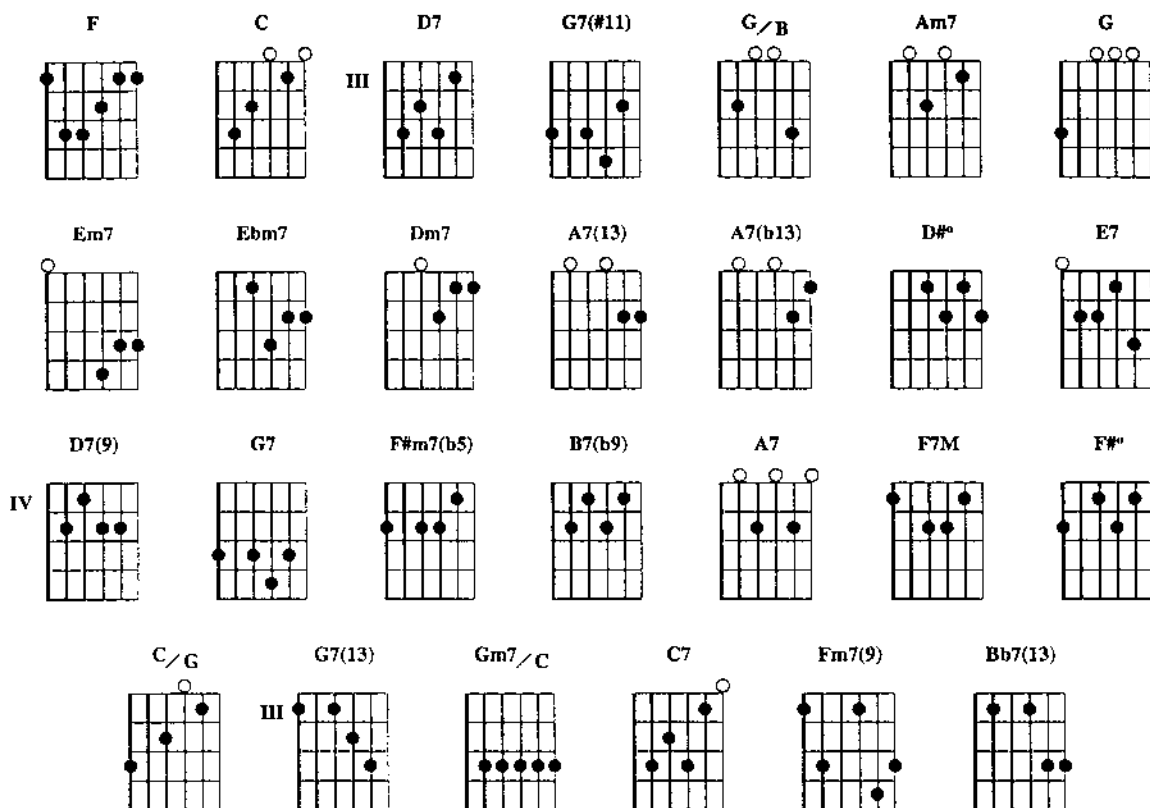 F C D7 G7(#11) G/B Am7 G
III
Em7 Ebm7 Dm7 A7(13) A7(b13) D#º E7
D7(9) G7 F#m7(b5) B7(b9) A7 F7M F#º
IV
C/G G7(13) Gm7/C C7 Fm7(9) Bb7(13)
III